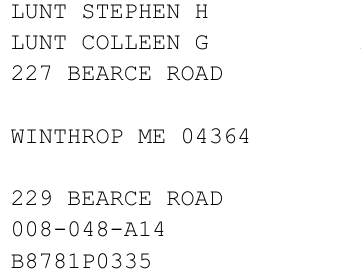 LUNT STEPHEN H
LUNT COLLEEN G
227 BEARCE ROAD
WINTHROP ME 04364
229 BEARCE ROAD
008-048-A14
B8781P0335